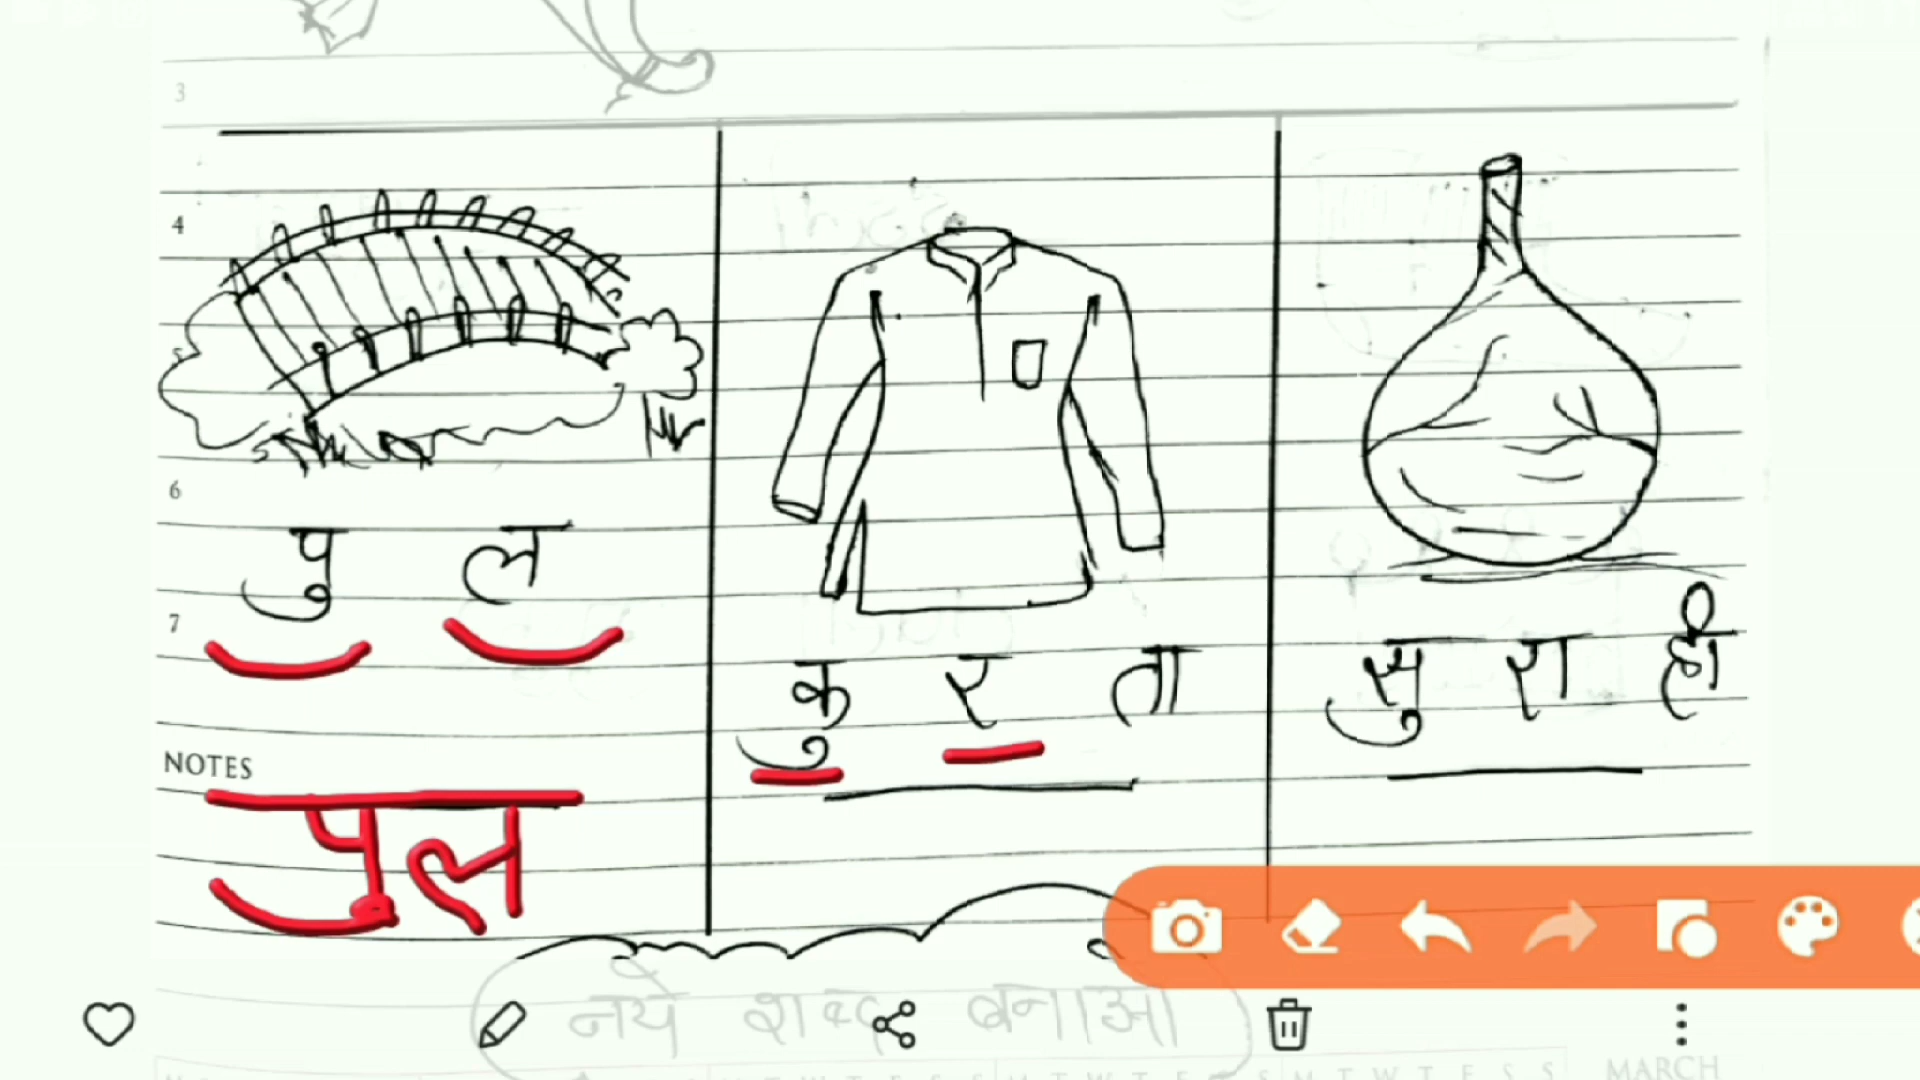 3
4
6
पु ल
7
कु र ता
सु रा ही
NOTES
पुल
नये शब्द बनाओ
MARCH